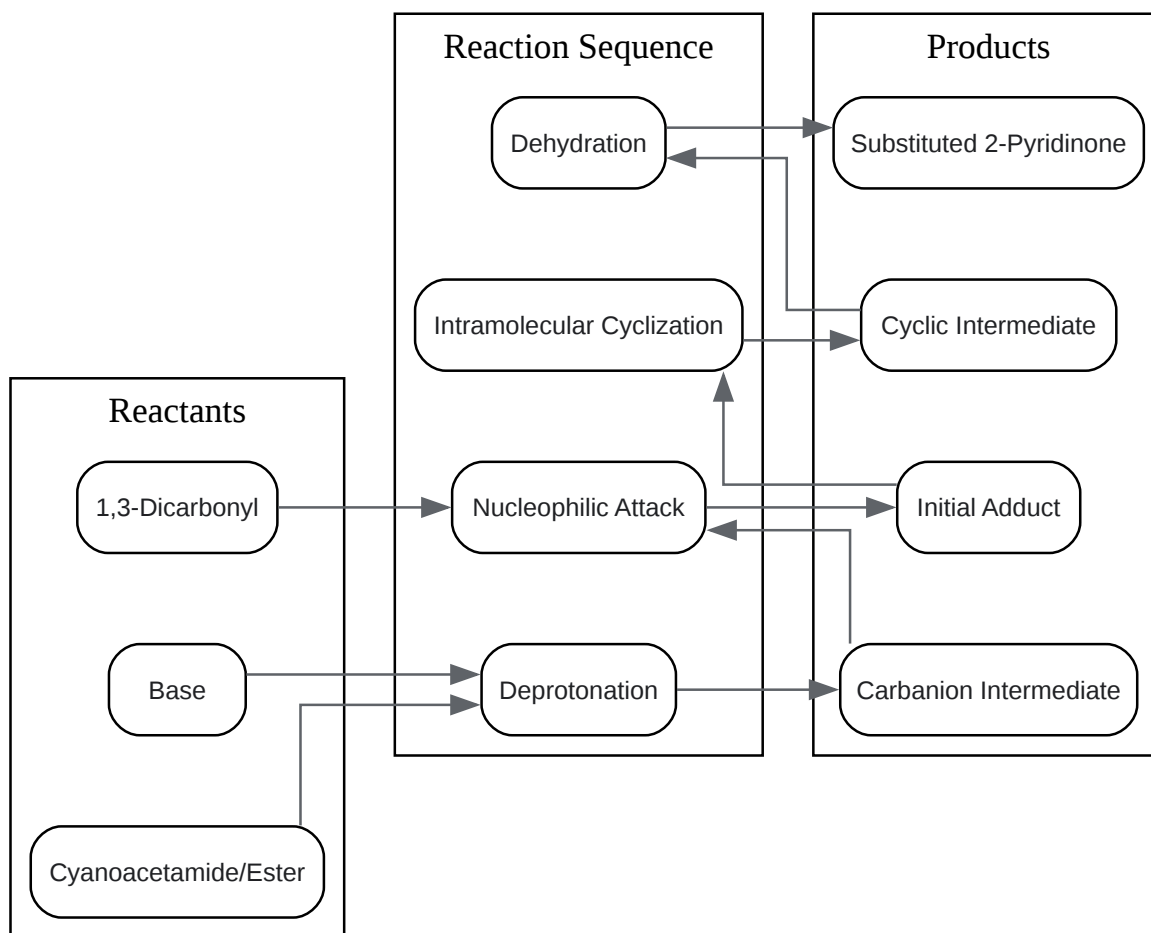 Reaction Sequence
Products
Dehydration
Substituted 2-Pyridinone
Intramolecular Cyclization
Cyclic Intermediate
Reactants
1,3-Dicarbonyl
Nucleophilic Attack
Initial Adduct
Base
Deprotonation
Carbanion Intermediate
Cyanoacetamide/Ester